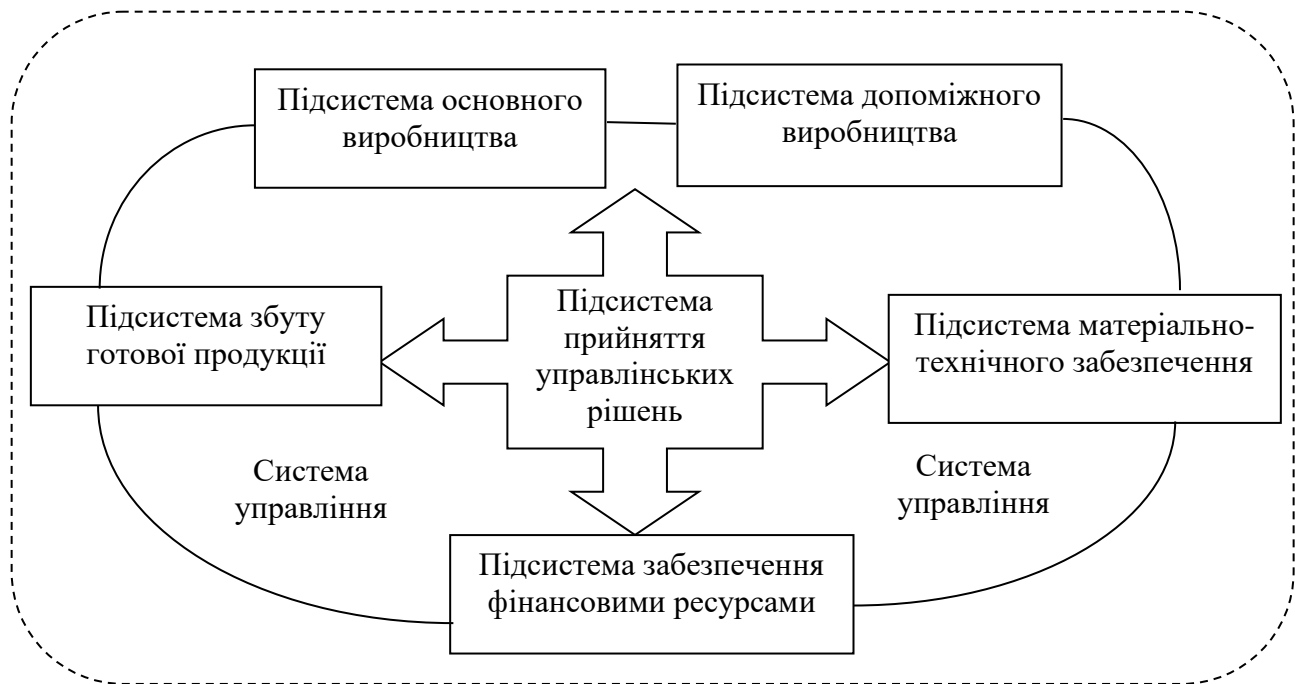 Підсистема основного
виробництва
Підсистема допоміжного
виробництва
Підсистема збуту
готової продукції
Підсистема
прийняття
управлінських
рішень
Підсистема матеріально-
технічного забезпечення
Система
управління
Система
управління
Підсистема забезпечення
фінансовими ресурсами